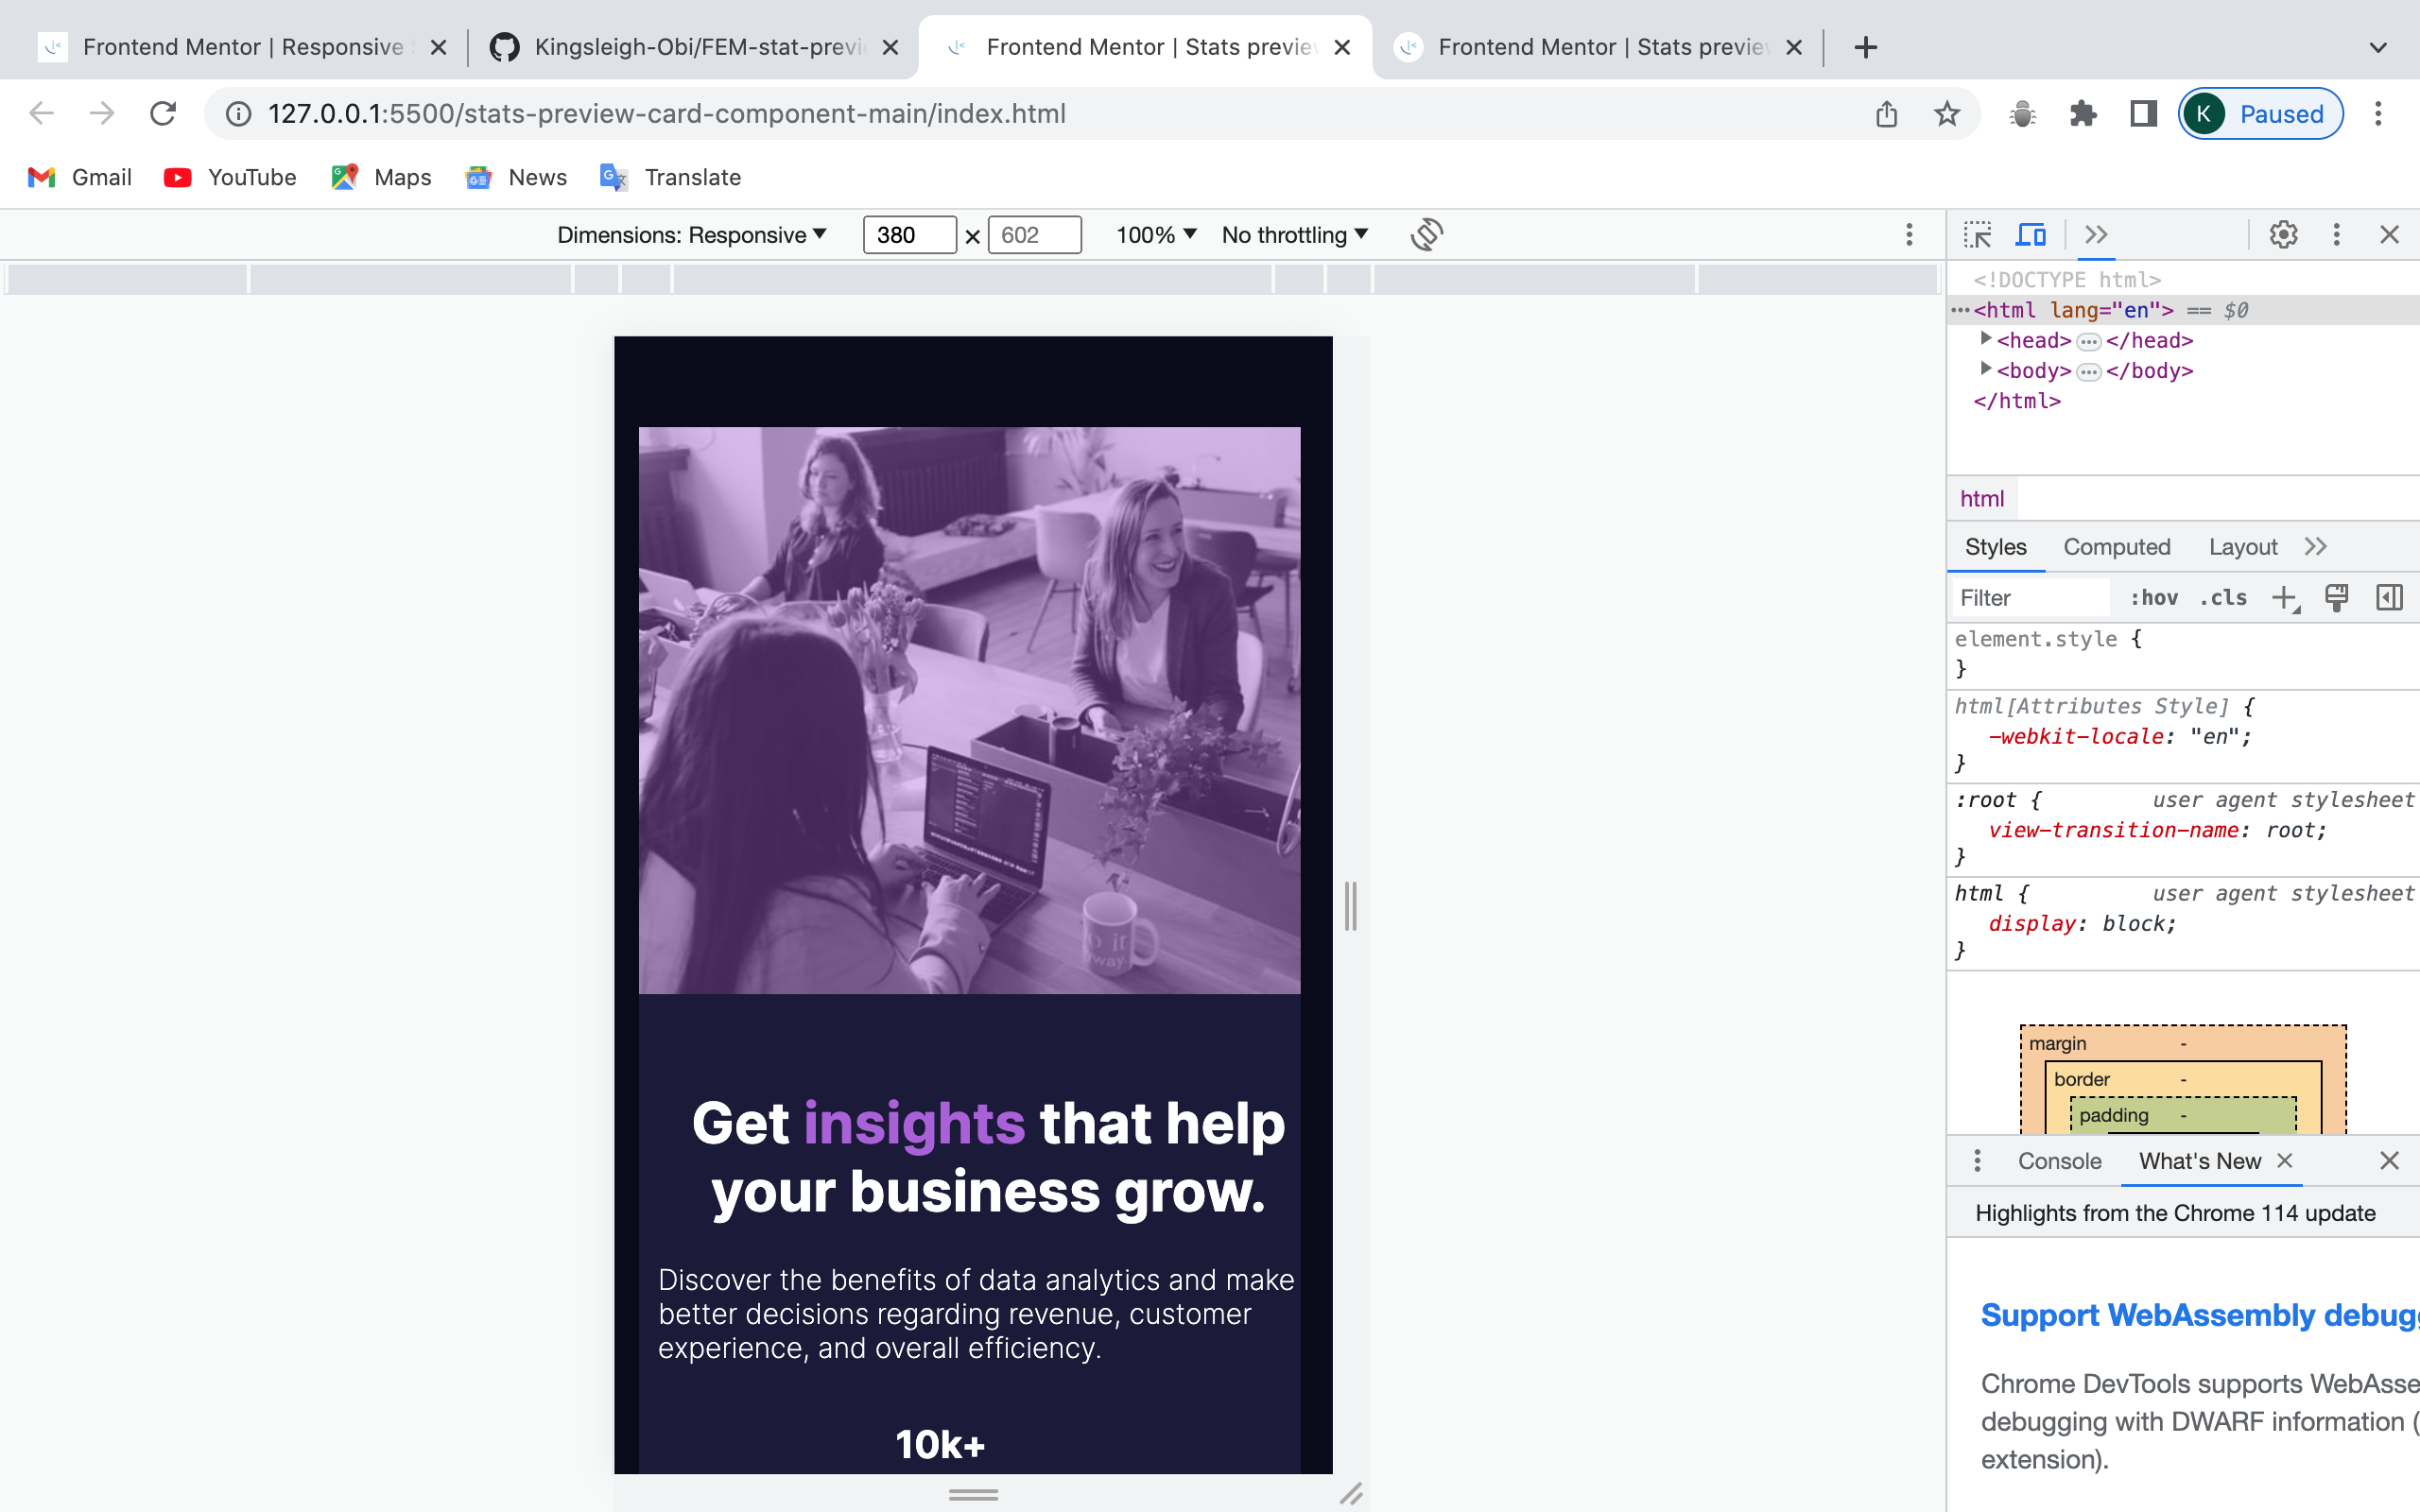 Frontend Mentor | Responsive
Kingsleigh-Obi/FEM-stat-previ
Frontend Mentor | Stats preview
Frontend Mentor | Stats preview
127.0.0.1:5500/stats-preview-card-component-main/index.html
K Paused
Gmail YouTube Maps News Translate
Dimensions: Responsive 380 × 602 100% No throttling
<!DOCTYPE html>
<html lang="en"> == $0
<head> ... </head>
<body> ... </body>
</html>
html
Styles Computed Layout
Filter :hov .cls
element.style {
}
html[Attributes Style] {
-webkit-locale: "en";
}
:root { user agent stylesheet
view-transition-name: root;
}
html { user agent stylesheet
display: block;
}
margin -
border -
padding -
Console What's New
Highlights from the Chrome 114 update
Support WebAssembly debugg
Chrome DevTools supports WebAsse
debugging with DWARF information (
extension).
Get insights that help
your business grow.
Discover the benefits of data analytics and make
better decisions regarding revenue, customer
experience, and overall efficiency.
10k+